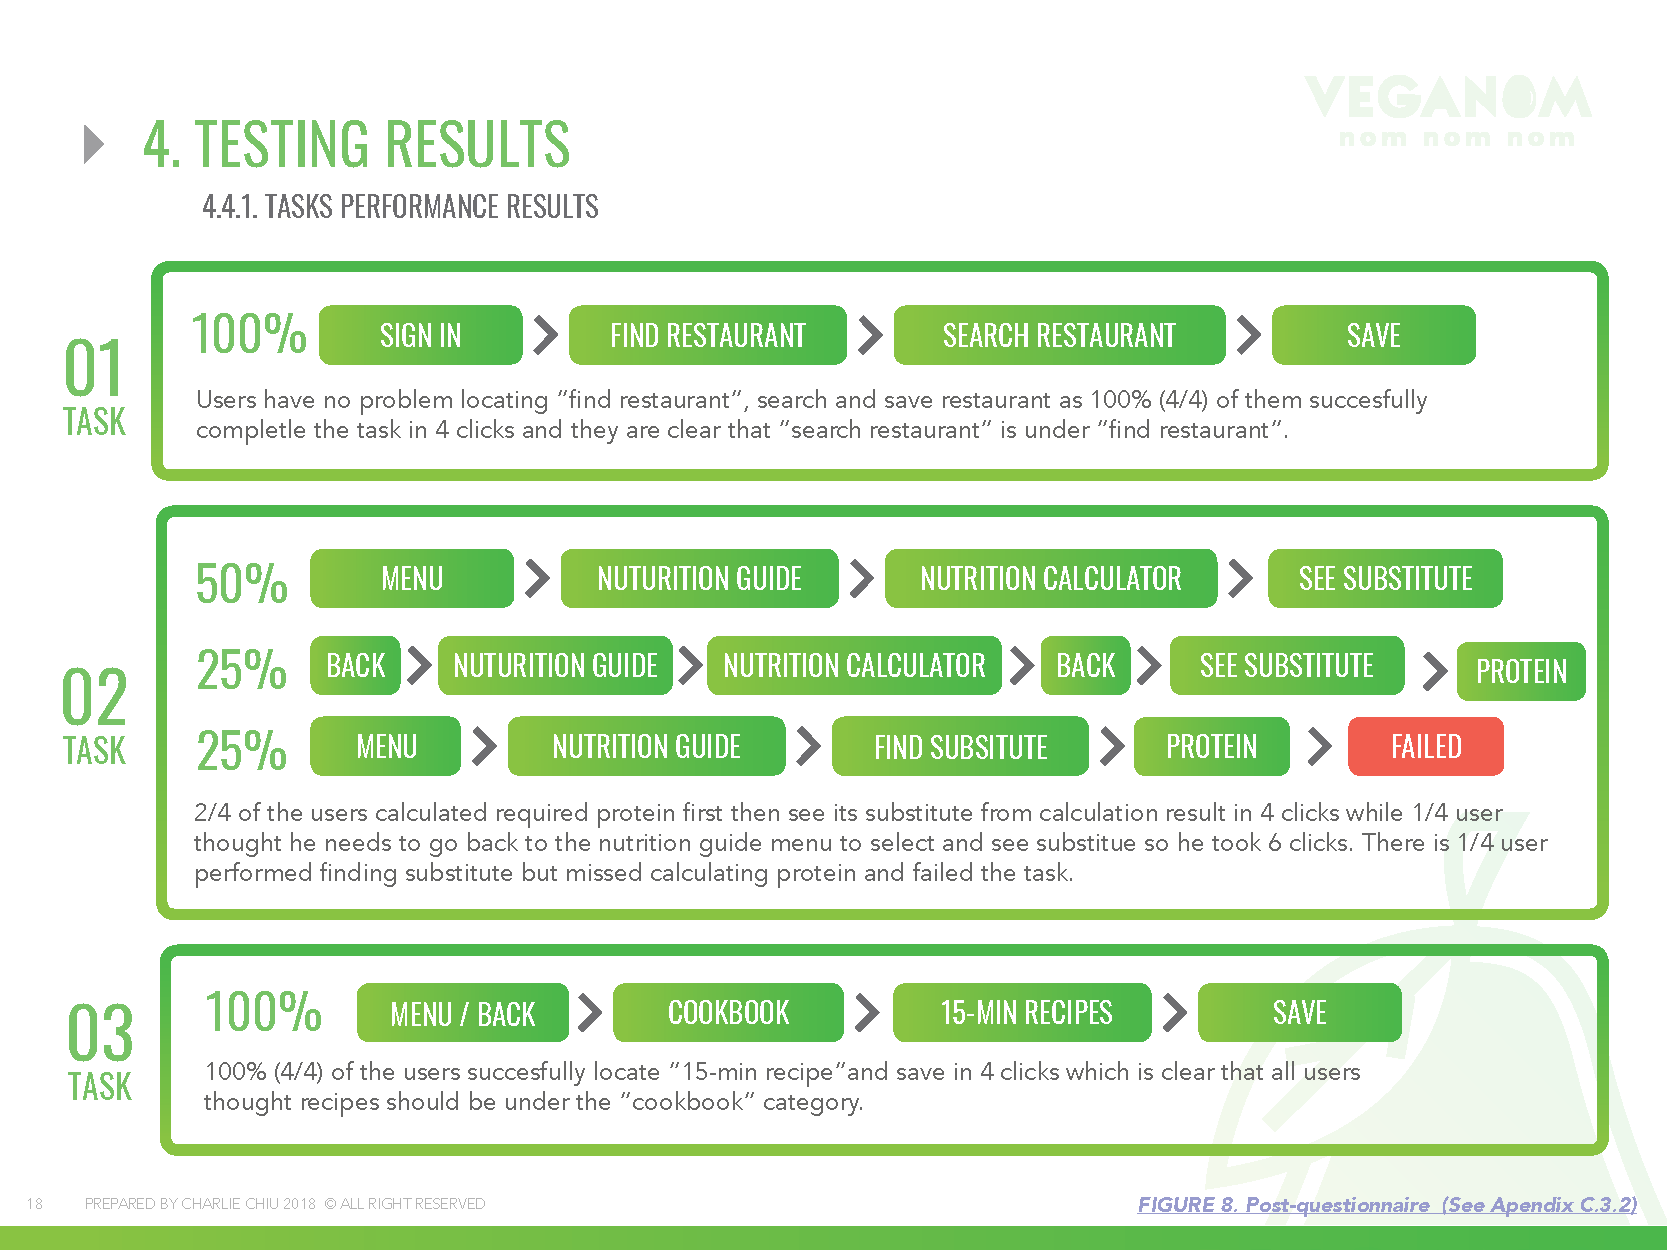 VEGANOM
nom nom nom
4. TESTING RESULTS
4.4.1. TASKS PERFORMANCE RESULTS
01
TASK
100% SIGN IN FIND RESTAURANT SEARCH RESTAURANT SAVE
Users have no problem locating “find restaurant”, search and save restaurant as 100% (4/4) of them succesfully
completle the task in 4 clicks and they are clear that “search restaurant” is under “find restaurant”.
02
TASK
50% MENU NUTURITION GUIDE NUTRITION CALCULATOR SEE SUBSTITUTE
25% BACK NUTURITION GUIDE NUTRITION CALCULATOR BACK SEE SUBSTITUTE PROTEIN
25% MENU NUTRITION GUIDE FIND SUBSITUTE PROTEIN FAILED
2/4 of the users calculated required protein first then see its substitute from calculation result in 4 clicks while 1/4 user
thought he needs to go back to the nutrition guide menu to select and see substitue so he took 6 clicks. There is 1/4 user
performed finding substitute but missed calculating protein and failed the task.
03
TASK
100% MENU / BACK COOKBOOK 15-MIN RECIPES SAVE
100% (4/4) of the users succesfully locate “15-min recipe“and save in 4 clicks which is clear that all users
thought recipes should be under the “cookbook” category.
18 PREPARED BY CHARLIE CHIU 2018 © ALL RIGHT RESERVED
FIGURE 8. Post-questionnaire (See Apendix C.3.2)